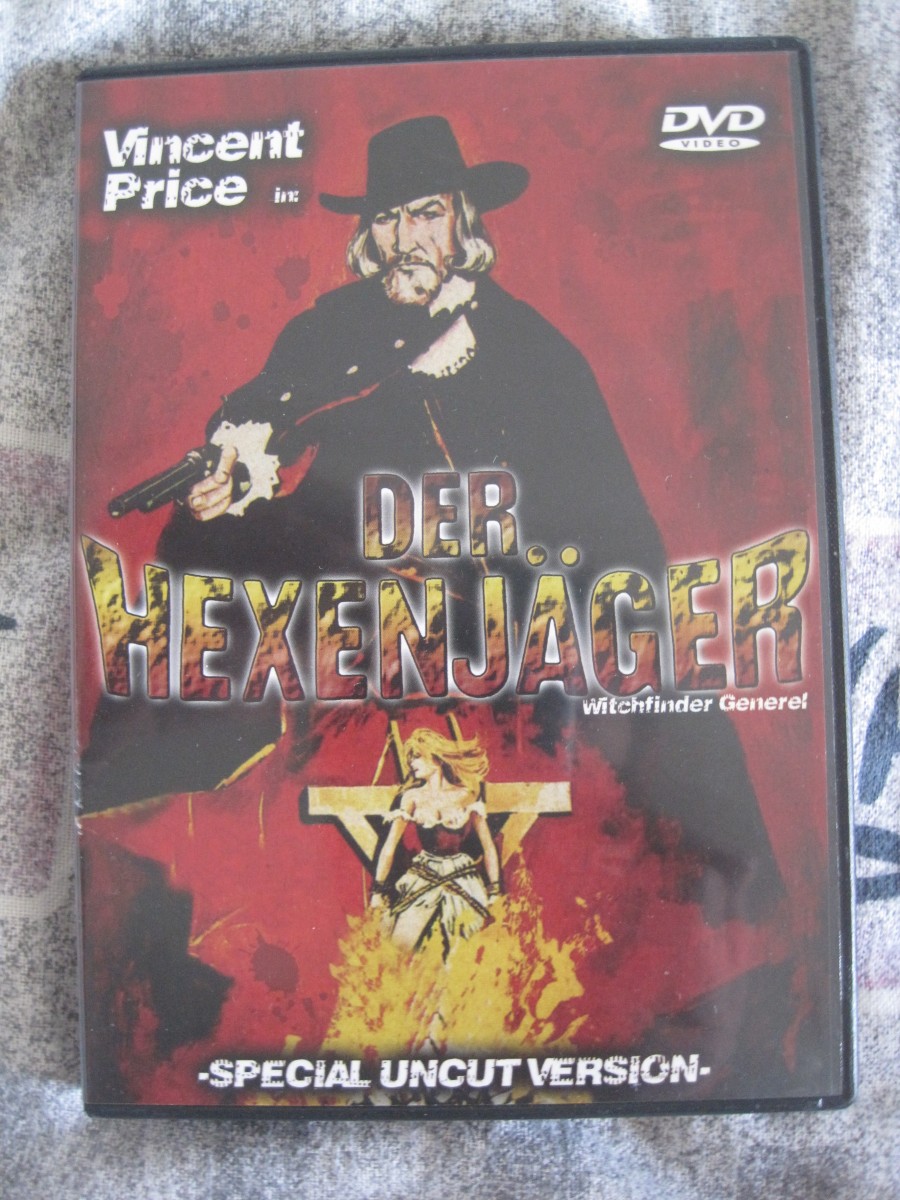 Vincent
Price in:
DVD
VIDEO
DER
HEXENJÄGER
Witchfinder Generel
-SPECIAL UNCUT VERSION-